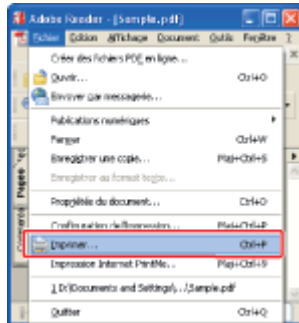 Adobe Reader - [Sample.pdf]
Fichier Edition Affichage Document Outils Fenêtre ?
Créer des fichiers PDF en ligne...
Ouvrir... Ctrl+O
Envoyer par messagerie...
Publications numériques
Fermer Ctrl+W
Enregistrer une copie... Maj+Ctrl+S
Enregistrer au format texte...
Propriétés du document... Ctrl+D
Configuration de l'impression... Maj+Ctrl+P
Imprimer... Ctrl+P
Impression Internet PrintMe...
1 D:\Documents and Settings\...\Sample.pdf
Quitter Ctrl+Q
Pages